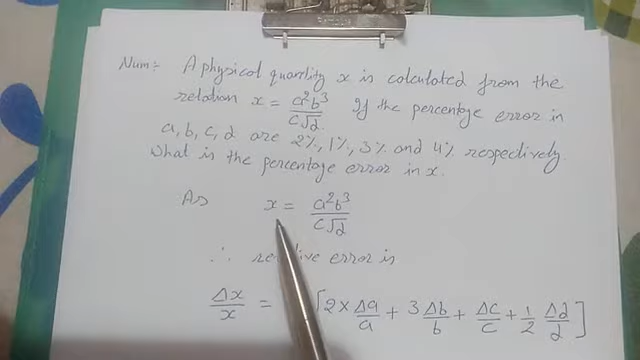 Num:- A physical quantity x is calculated from the
relation x = a²b³/c√d If the percentage error in
a, b, c, d are 2%, 1%, 3% and 4% respectively.
What is the percentage error in x.
As x = a²b³/c√d
∴ error is
Δx/x = [2 × Δa/a + 3 Δb/b + Δc/c + 1/2 Δd/d]